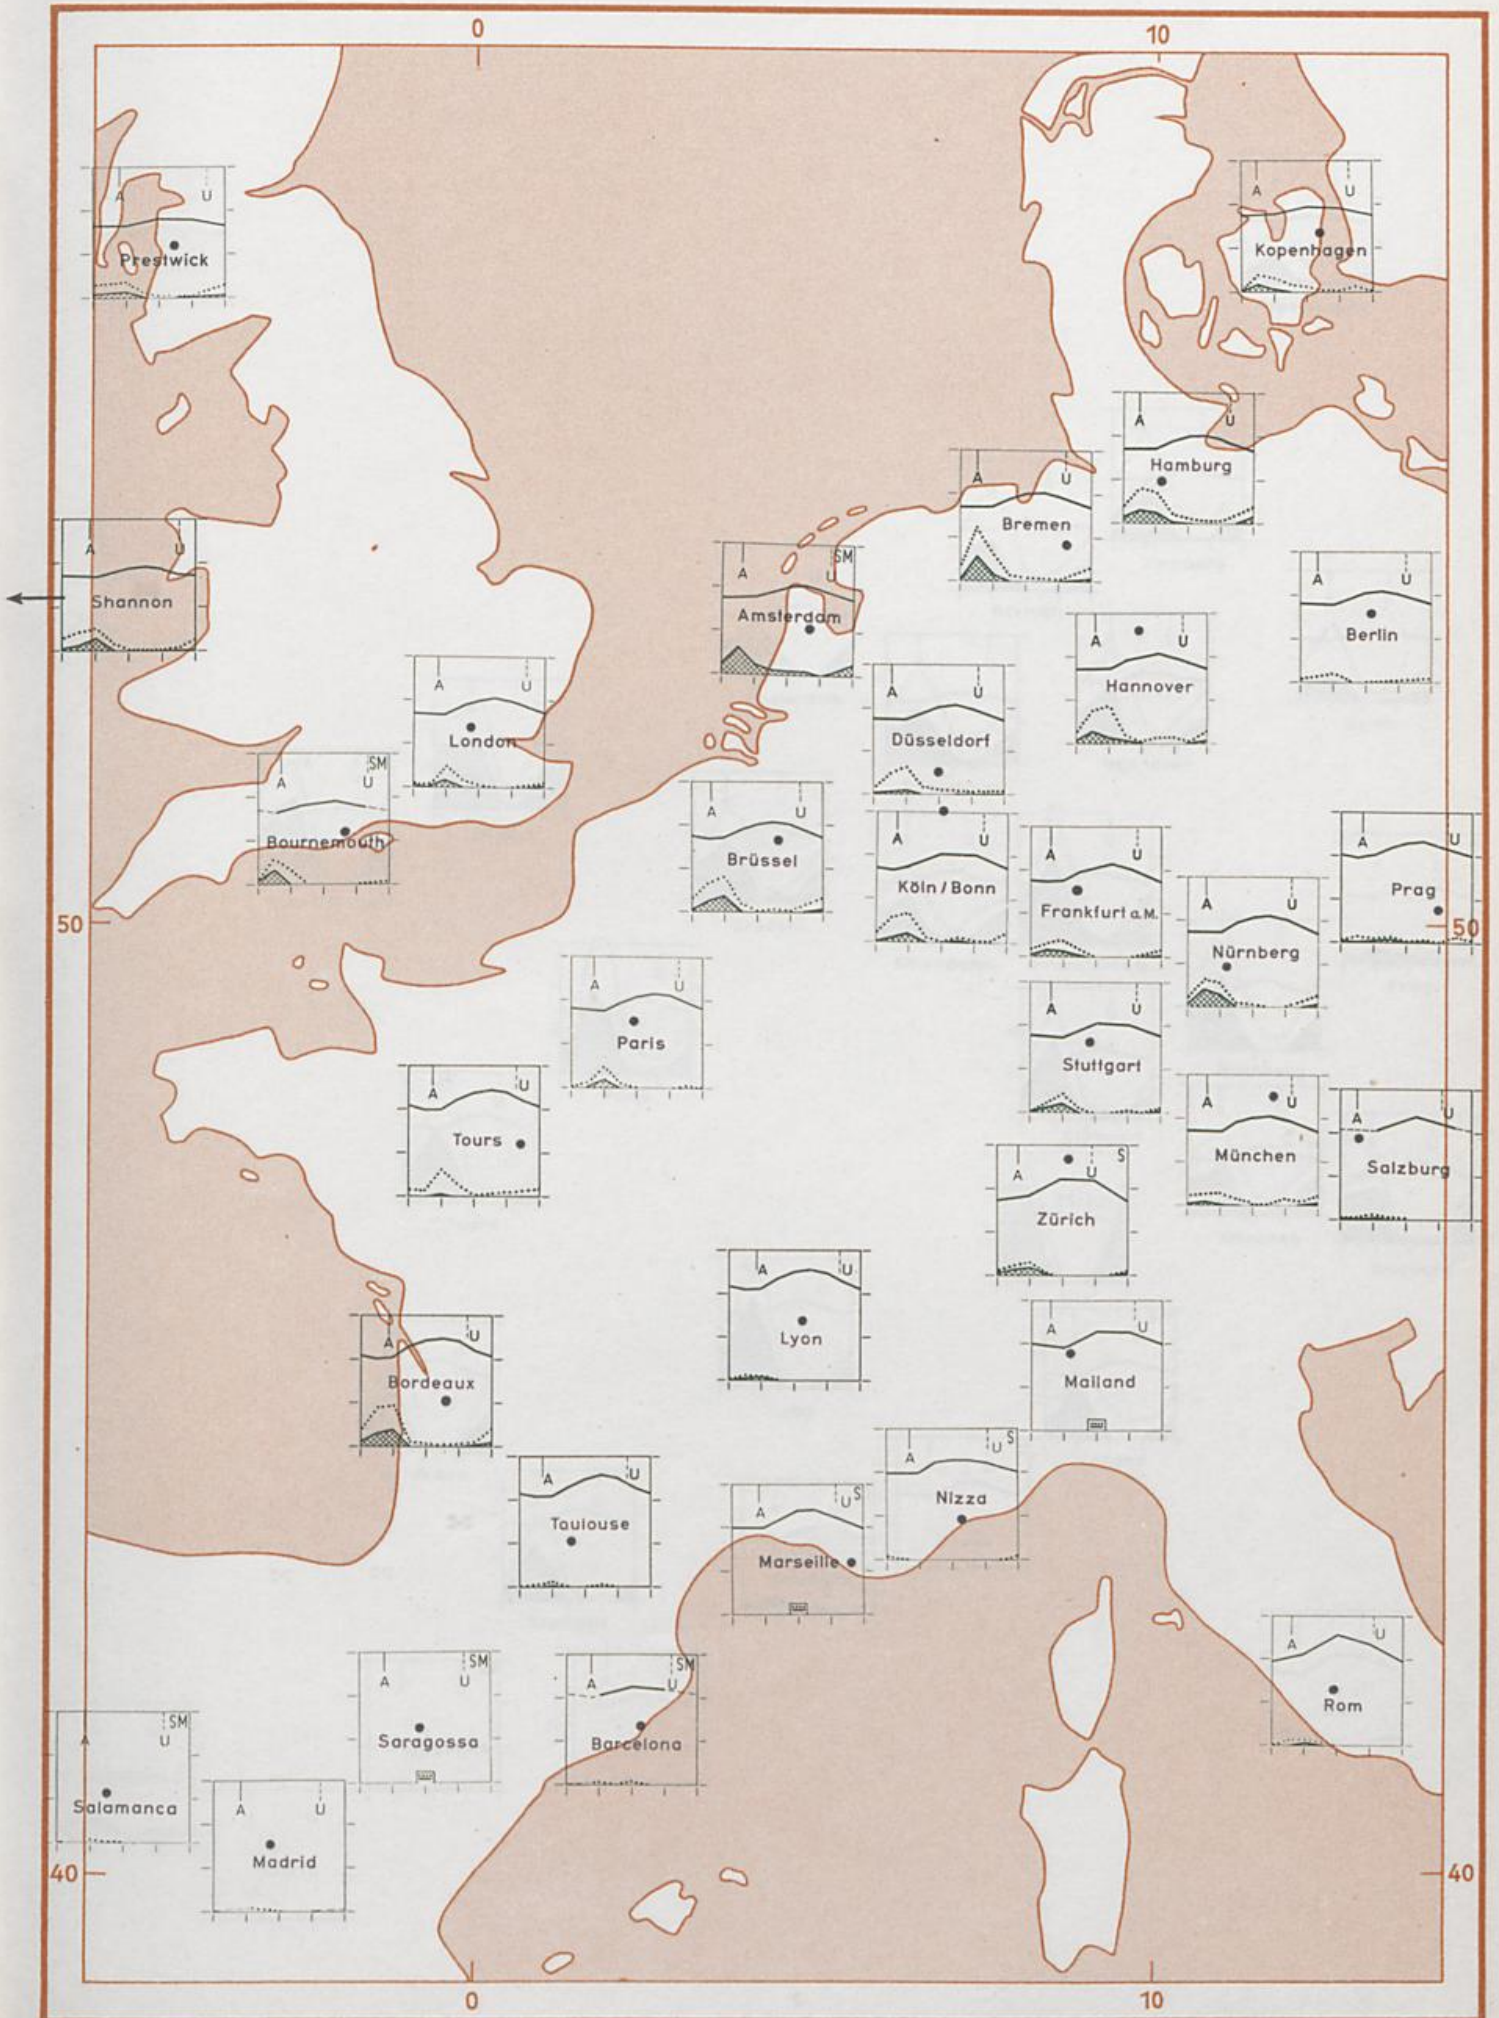 0 10
A U
Prestwick
A U
Kopenhagen
A U
Hamburg
A U
Bremen
A U
Shannon
A U SM
Amsterdam
A U
Berlin
A U
Hannover
A U
London
A U
Düsseldorf
A U SM
Bournemouth
A U
Brüssel
A U
Köln / Bonn
A U
Frankfurt a.M.
A U
Prag
A U
Nürnberg
50 50
A U
Paris
A U
Stuttgart
A U
Tours
A U
München
A U
Salzburg
A U S
Zürich
A U
Lyon
A U
Mailand
A U
Bordeaux
A U S
Nizza
A U
Toulouse
A U S
Marseille
A U
Rom
A U SM
Saragossa
A U SM
Barcelona
A U SM
Salamanca
A U
Madrid
40 40
0 10